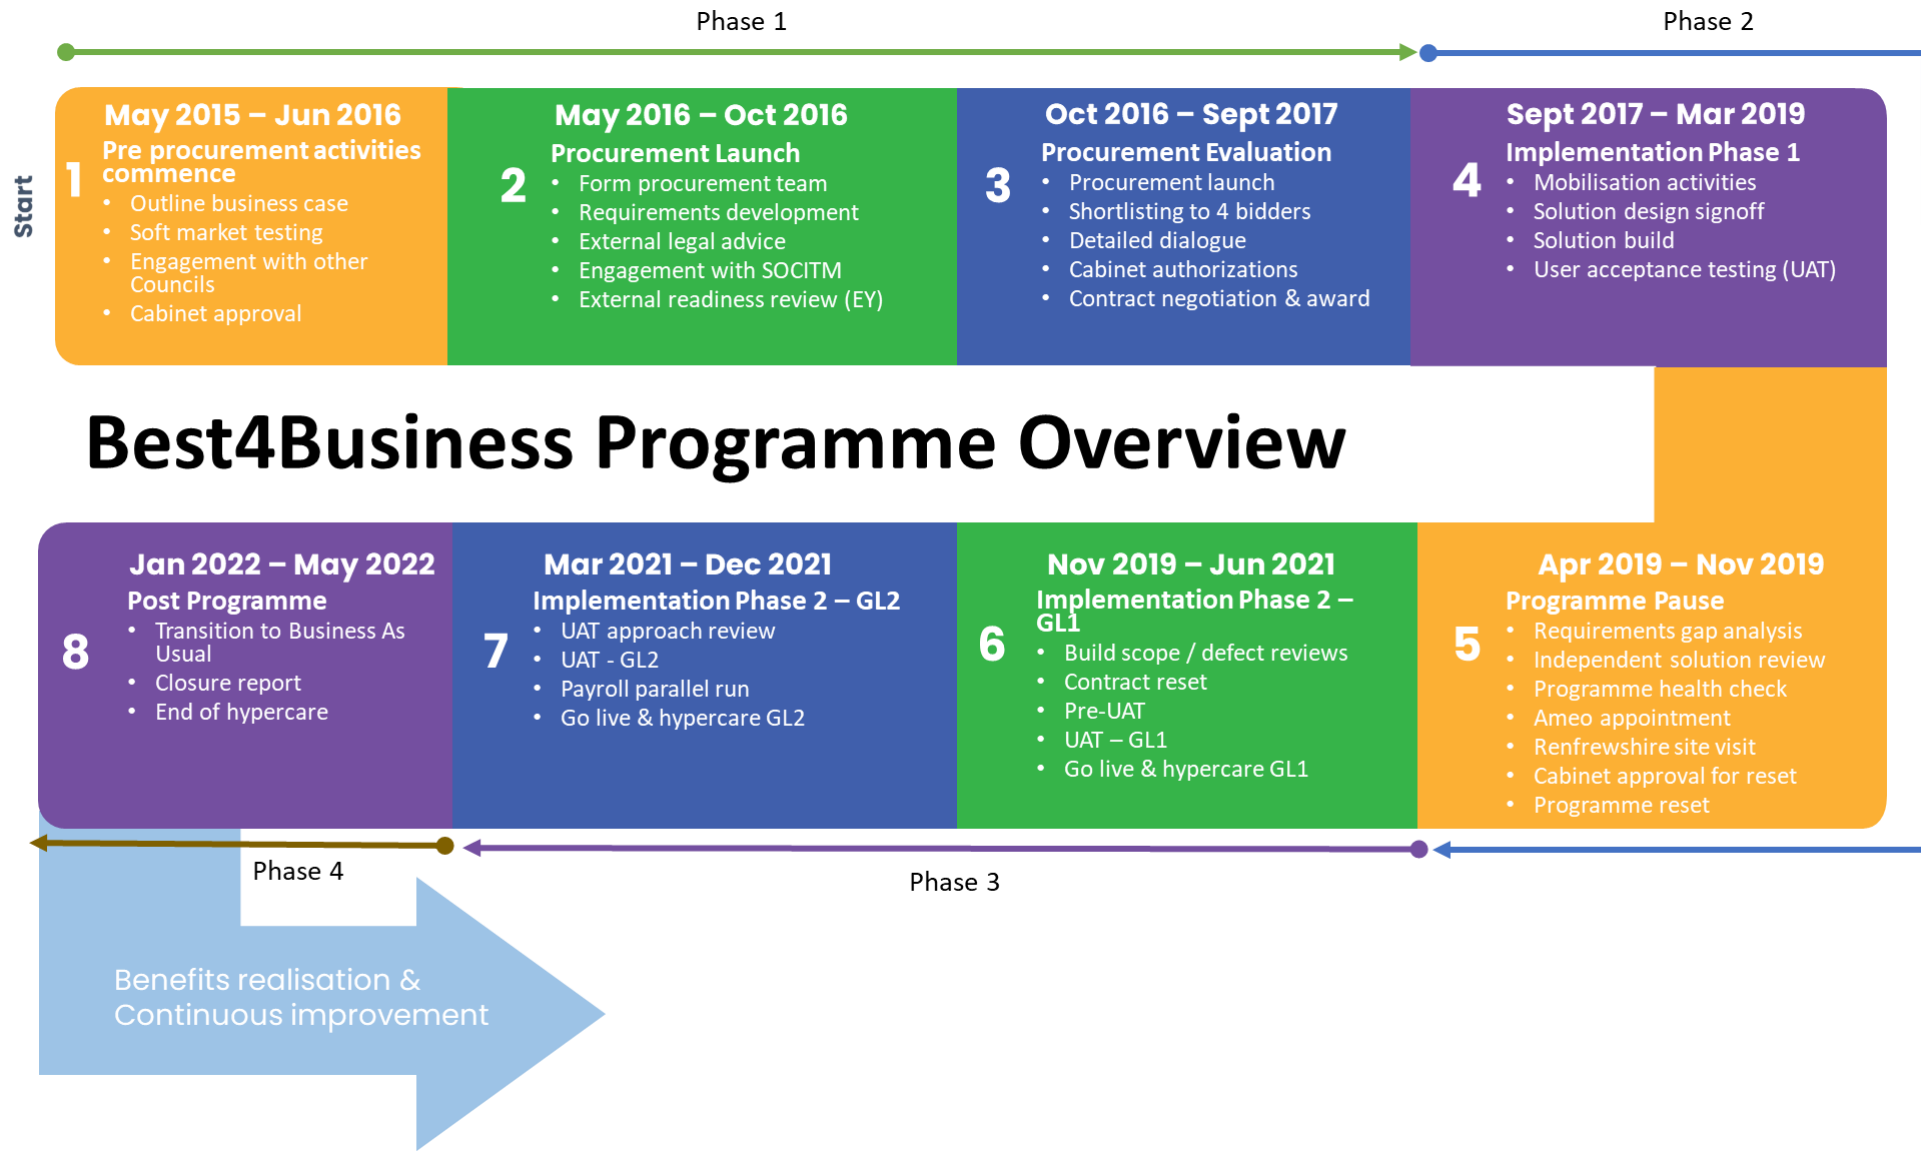 Phase 1
Phase 2
Start
1
May 2015 – Jun 2016
Pre procurement activities
commence
• Outline business case
• Soft market testing
• Engagement with other
Councils
• Cabinet approval
2
May 2016 – Oct 2016
Procurement Launch
• Form procurement team
• Requirements development
• External legal advice
• Engagement with SOCITM
• External readiness review (EY)
3
Oct 2016 – Sept 2017
Procurement Evaluation
• Procurement launch
• Shortlisting to 4 bidders
• Detailed dialogue
• Cabinet authorizations
• Contract negotiation & award
4
Sept 2017 – Mar 2019
Implementation Phase 1
• Mobilisation activities
• Solution design signoff
• Solution build
• User acceptance testing (UAT)
Best4Business Programme Overview
5
Apr 2019 – Nov 2019
Programme Pause
• Requirements gap analysis
• Independent solution review
• Programme health check
• Ameo appointment
• Renfrewshire site visit
• Cabinet approval for reset
• Programme reset
6
Nov 2019 – Jun 2021
Implementation Phase 2 –
GL1
• Build scope / defect reviews
• Contract reset
• Pre-UAT
• UAT – GL1
• Go live & hypercare GL1
7
Mar 2021 – Dec 2021
Implementation Phase 2 – GL2
• UAT approach review
• UAT - GL2
• Payroll parallel run
• Go live & hypercare GL2
8
Jan 2022 – May 2022
Post Programme
• Transition to Business As
Usual
• Closure report
• End of hypercare
Phase 3
Phase 4
Benefits realisation &
Continuous improvement